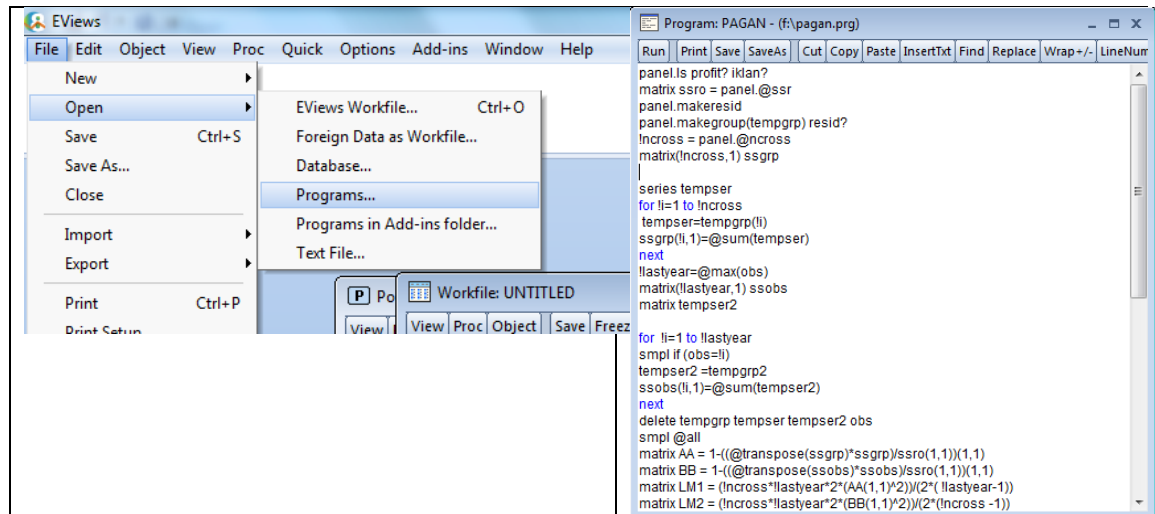 EViews
File Edit Object View Proc Quick Options Add-ins Window Help
New
Open
Save Ctrl+S
Save As...
Close
Import
Export
Print Ctrl+P
Print Setup
EViews Workfile... Ctrl+O
Foreign Data as Workfile...
Database...
Programs...
Programs in Add-ins folder...
Text File...
P Po
Workfile: UNTITL
View
View Proc Object Save Freez
Program: PAGAN - (f:\pagan.prg)
Run Print Save SaveAs Cut Copy Paste InsertTxt Find Replace Wrap+/- LineNum
panel.ls profit? iklan?
matrix ssro = panel.@ssr
panel.makeresid
panel.makegroup(tempgrp) resid?
!ncross = panel.@ncross
matrix(!ncross,1) ssgrp
series tempser
for !i=1 to !ncross
tempser=tempgrp(!i)
ssgrp(!i,1)=@sum(tempser)
next
!lastyear=@max(obs)
matrix(!lastyear,1) ssobs
matrix tempser2
for !i=1 to !lastyear
smpl if (obs=!i)
tempser2 =tempgrp2
ssobs(!i,1)=@sum(tempser2)
next
delete tempgrp tempser tempser2 obs
smpl @all
matrix AA = 1-((@transpose(ssgrp)*ssgrp)/ssro(1,1))(1,1)
matrix BB = 1-((@transpose(ssobs)*ssobs)/ssro(1,1))(1,1)
matrix LM1 = (!ncross*!lastyear*2*(AA(1,1)^2))/(2*( !lastyear-1))
matrix LM2 = (!ncross*!lastyear*2*(BB(1,1)^2))/(2*(!ncross -1))